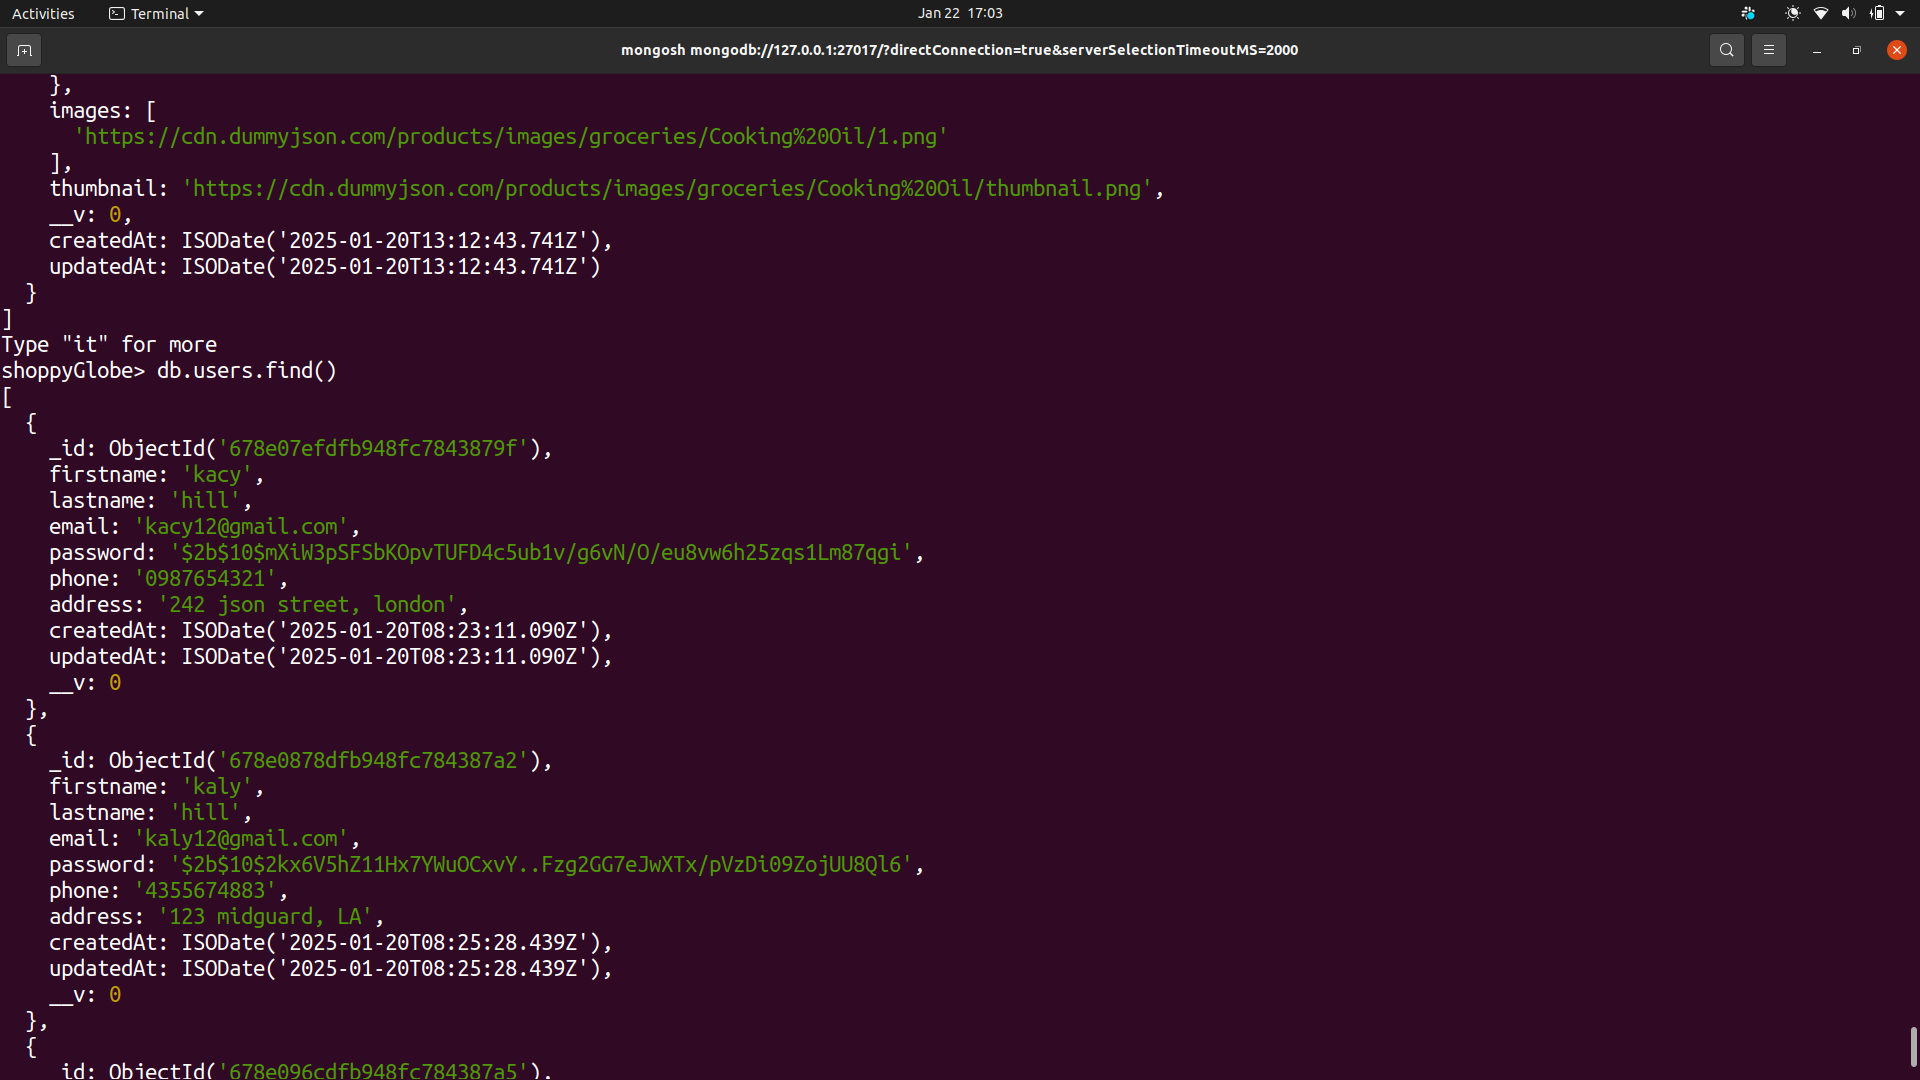 Activities
Terminal
Jan 22 17:03
mongosh mongodb://127.0.0.1:27017/?directConnection=true&serverSelectionTimeoutMS=2000
},
images: [
'https://cdn.dummyjson.com/products/images/groceries/Cooking%20Oil/1.png'
],
thumbnail: 'https://cdn.dummyjson.com/products/images/groceries/Cooking%20Oil/thumbnail.png',
__v: 0,
createdAt: ISODate('2025-01-20T13:12:43.741Z'),
updatedAt: ISODate('2025-01-20T13:12:43.741Z')
}
]
Type "it" for more
shoppyGlobe> db.users.find()
[
{
_id: ObjectId('678e07efdfb948fc7843879f'),
firstname: 'kacy',
lastname: 'hill',
email: 'kacy12@gmail.com',
password: '$2b$10$mXiW3pSFSbKOpvTUFD4c5ub1v/g6vN/O/eu8vw6h25zqs1Lm87qgi',
phone: '0987654321',
address: '242 json street, london',
createdAt: ISODate('2025-01-20T08:23:11.090Z'),
updatedAt: ISODate('2025-01-20T08:23:11.090Z'),
__v: 0
},
{
_id: ObjectId('678e0878dfb948fc784387a2'),
firstname: 'kaly',
lastname: 'hill',
email: 'kaly12@gmail.com',
password: '$2b$10$2kx6V5hZ11Hx7YWuOCxvY..Fzg2GG7eJwXTx/pVzDi09ZojUU8Ql6',
phone: '4355674883',
address: '123 midguard, LA',
createdAt: ISODate('2025-01-20T08:25:28.439Z'),
updatedAt: ISODate('2025-01-20T08:25:28.439Z'),
__v: 0
},
{
_id: ObjectId('678e096cdfb948fc784387a5'),